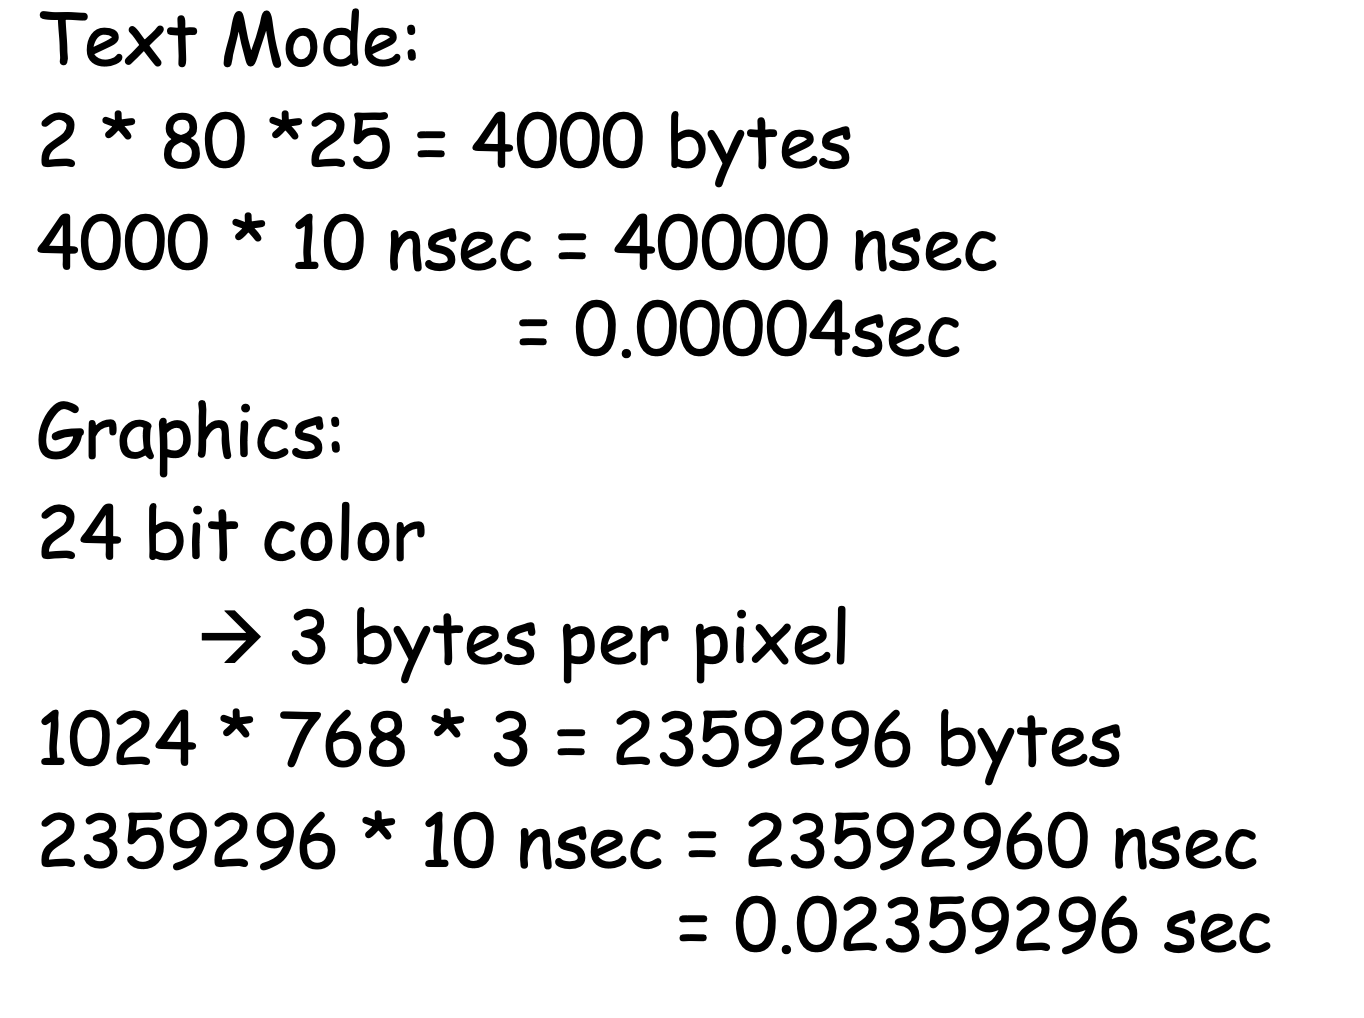 Text Mode:
2 * 80 *25 = 4000 bytes
4000 * 10 nsec = 40000 nsec
= 0.00004sec
Graphics:
24 bit color
→ 3 bytes per pixel
1024 * 768 * 3 = 2359296 bytes
2359296 * 10 nsec = 23592960 nsec
= 0.02359296 sec